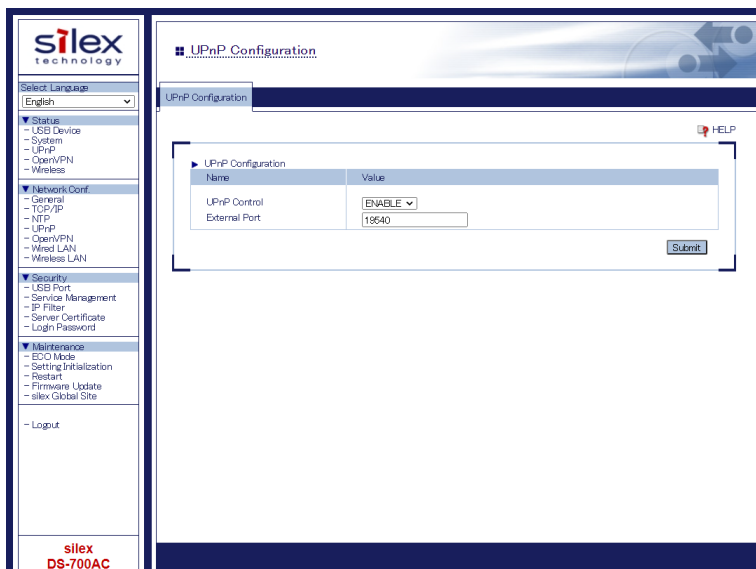 silex
technology
Select Language
English
▼ Status
- USB Device
- System
- UPnP
- OpenVPN
- Wireless
▼ Network Conf.
- General
- TCP/IP
- NTP
- UPnP
- OpenVPN
- Wired LAN
- Wireless LAN
▼ Security
- USB Port
- Service Management
- IP Filter
- Server Certificate
- Login Password
▼ Maintenance
- ECO Mode
- Setting Initialization
- Restart
- Firmware Update
- silex Global Site
- Logout
silex
DS-700AC
UPnP Configuration
UPnP Configuration
HELP
UPnP Configuration
Name Value
UPnP Control ENABLE
External Port 19540
Submit